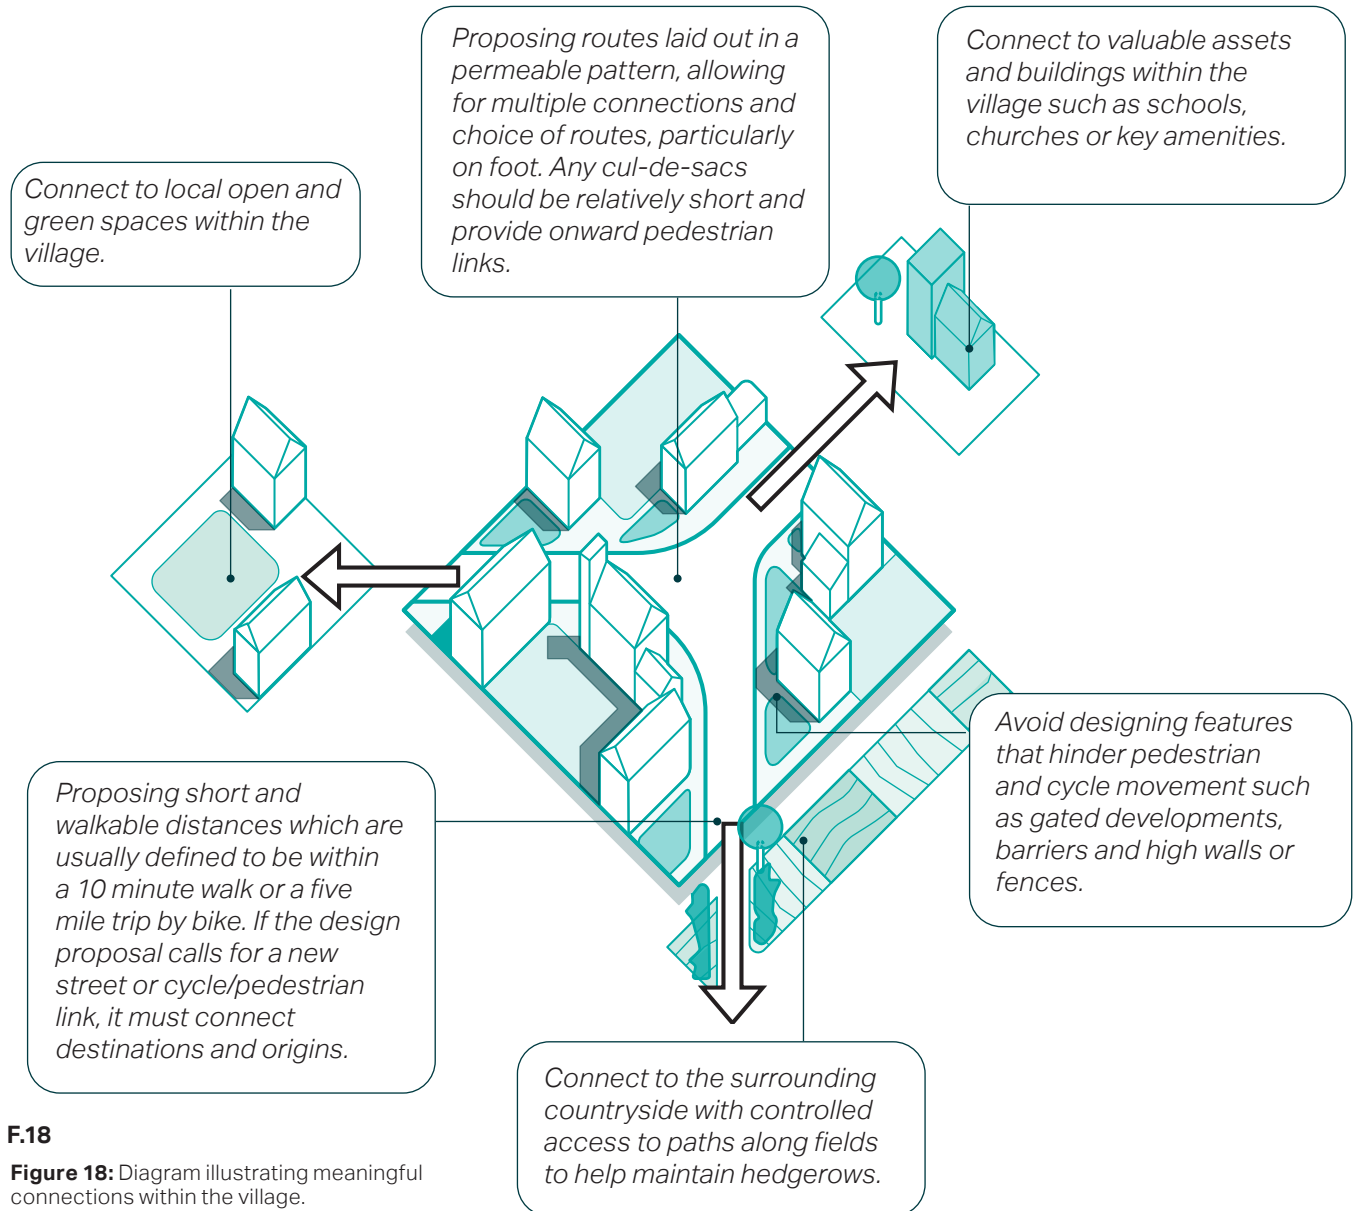 Proposing routes laid out in a
permeable pattern, allowing
for multiple connections and
choice of routes, particularly
on foot. Any cul-de-sacs
should be relatively short and
provide onward pedestrian
links.
Connect to valuable assets
and buildings within the
village such as schools,
churches or key amenities.
Connect to local open and
green spaces within the
village.
Avoid designing features
that hinder pedestrian
and cycle movement such
as gated developments,
barriers and high walls or
fences.
Proposing short and
walkable distances which are
usually defined to be within
a 10 minute walk or a five
mile trip by bike. If the design
proposal calls for a new
street or cycle/pedestrian
link, it must connect
destinations and origins.
Connect to the surrounding
countryside with controlled
access to paths along fields
to help maintain hedgerows.
F.18
Figure 18: Diagram illustrating meaningful
connections within the village.